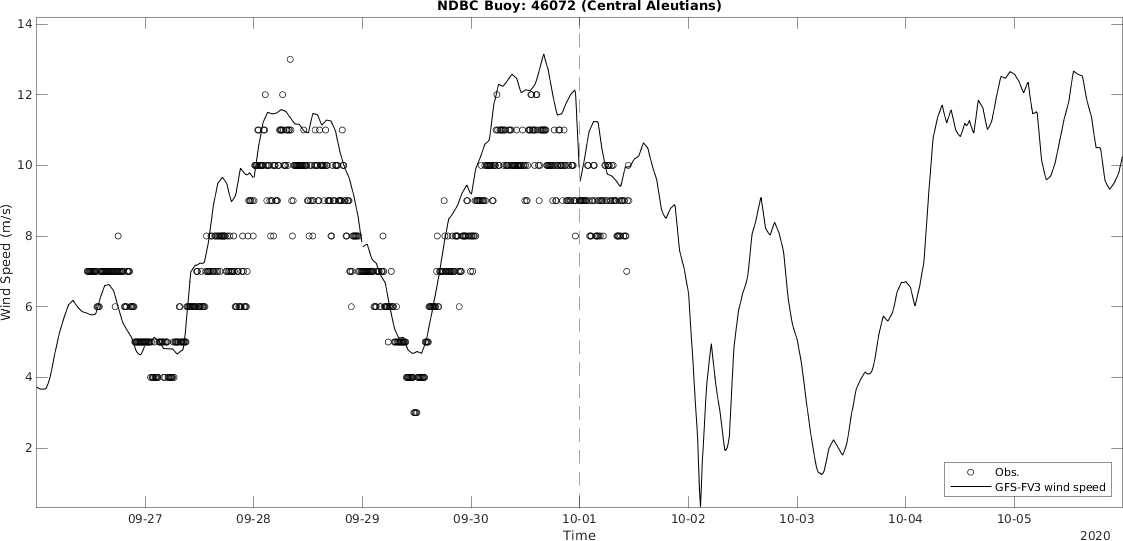 NDBC Buoy: 46072 (Central Aleutians)
14
12
10
8
6
4
2
Wind Speed (m/s)
Obs.
GFS-FV3 wind speed
09-27 09-28 09-29 09-30 10-01 10-02 10-03 10-04 10-05
Time
2020